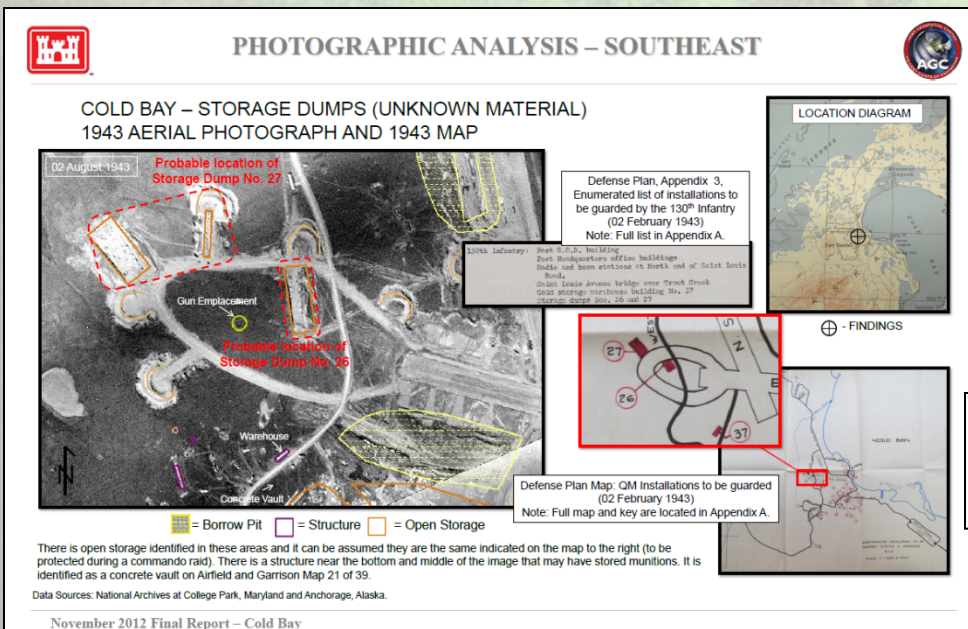 PHOTOGRAPHIC ANALYSIS – SOUTHEAST
AGC
COLD BAY – STORAGE DUMPS (UNKNOWN MATERIAL)
1943 AERIAL PHOTOGRAPH AND 1943 MAP
02 August 1943
Probable location of
Storage Dump No. 27
Gun Emplacement
Probable location of
Storage Dump No. 26
Warehouse
Concrete Vault
N
Defense Plan, Appendix 3,
Enumerated list of installations to
be guarded by the 130th Infantry
(02 February 1943)
Note: Full list in Appendix A.
130th Infantry: Post S.C.D. building
Post Headquarters office buildings
Radio and beam stations at North end of Saint Louis
Road.
Saint Louis Avenue bridge over Trout Creek
Cold storage warehouse building No. 27
Storage dumps Nos. 26 and 27
LOCATION DIAGRAM
- FINDINGS
WEST
27
26
37
S
N
E
COLD BAY
Defense Plan Map: QM Installations to be guarded
(02 February 1943)
Note: Full map and key are located in Appendix A.
= Borrow Pit
= Structure
= Open Storage
There is open storage identified in these areas and it can be assumed they are the same indicated on the map to the right (to be
protected during a commando raid). There is a structure near the bottom and middle of the image that may have stored munitions. It is
identified as a concrete vault on Airfield and Garrison Map 21 of 39.
Data Sources: National Archives at College Park, Maryland and Anchorage, Alaska.
November 2012 Final Report – Cold Bay